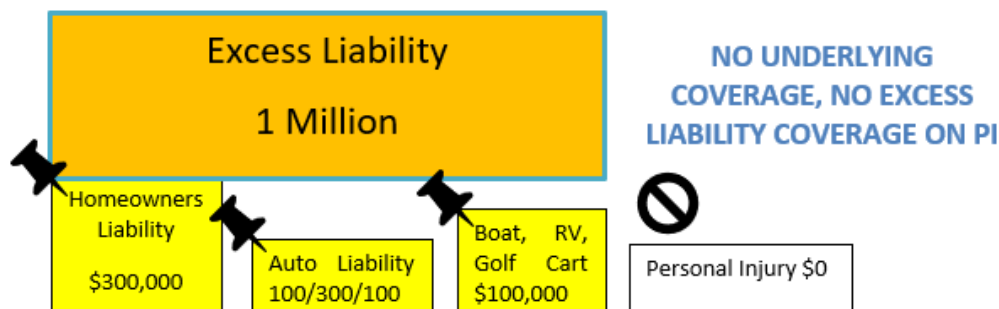 Excess Liability
1 Million
NO UNDERLYING
COVERAGE, NO EXCESS
LIABILITY COVERAGE ON PI
Homeowners
Liability
$300,000
Auto Liability
100/300/100
Boat, RV,
Golf Cart
$100,000
Personal Injury $0